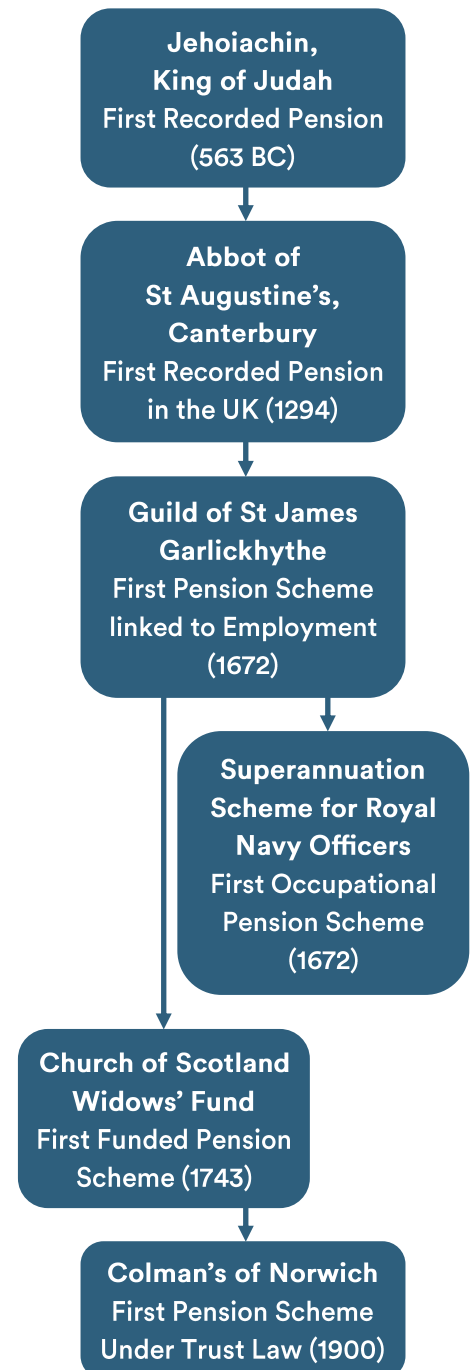 Jehoiachin,
King of Judah
First Recorded Pension
(563 BC)
Abbot of
St Augustine’s,
Canterbury
First Recorded Pension
in the UK (1294)
Guild of St James
Garlickhythe
First Pension Scheme
linked to Employment
(1672)
Superannuation
Scheme for Royal
Navy Officers
First Occupational
Pension Scheme
(1672)
Church of Scotland
Widows’ Fund
First Funded Pension
Scheme (1743)
Colman’s of Norwich
First Pension Scheme
Under Trust Law (1900)